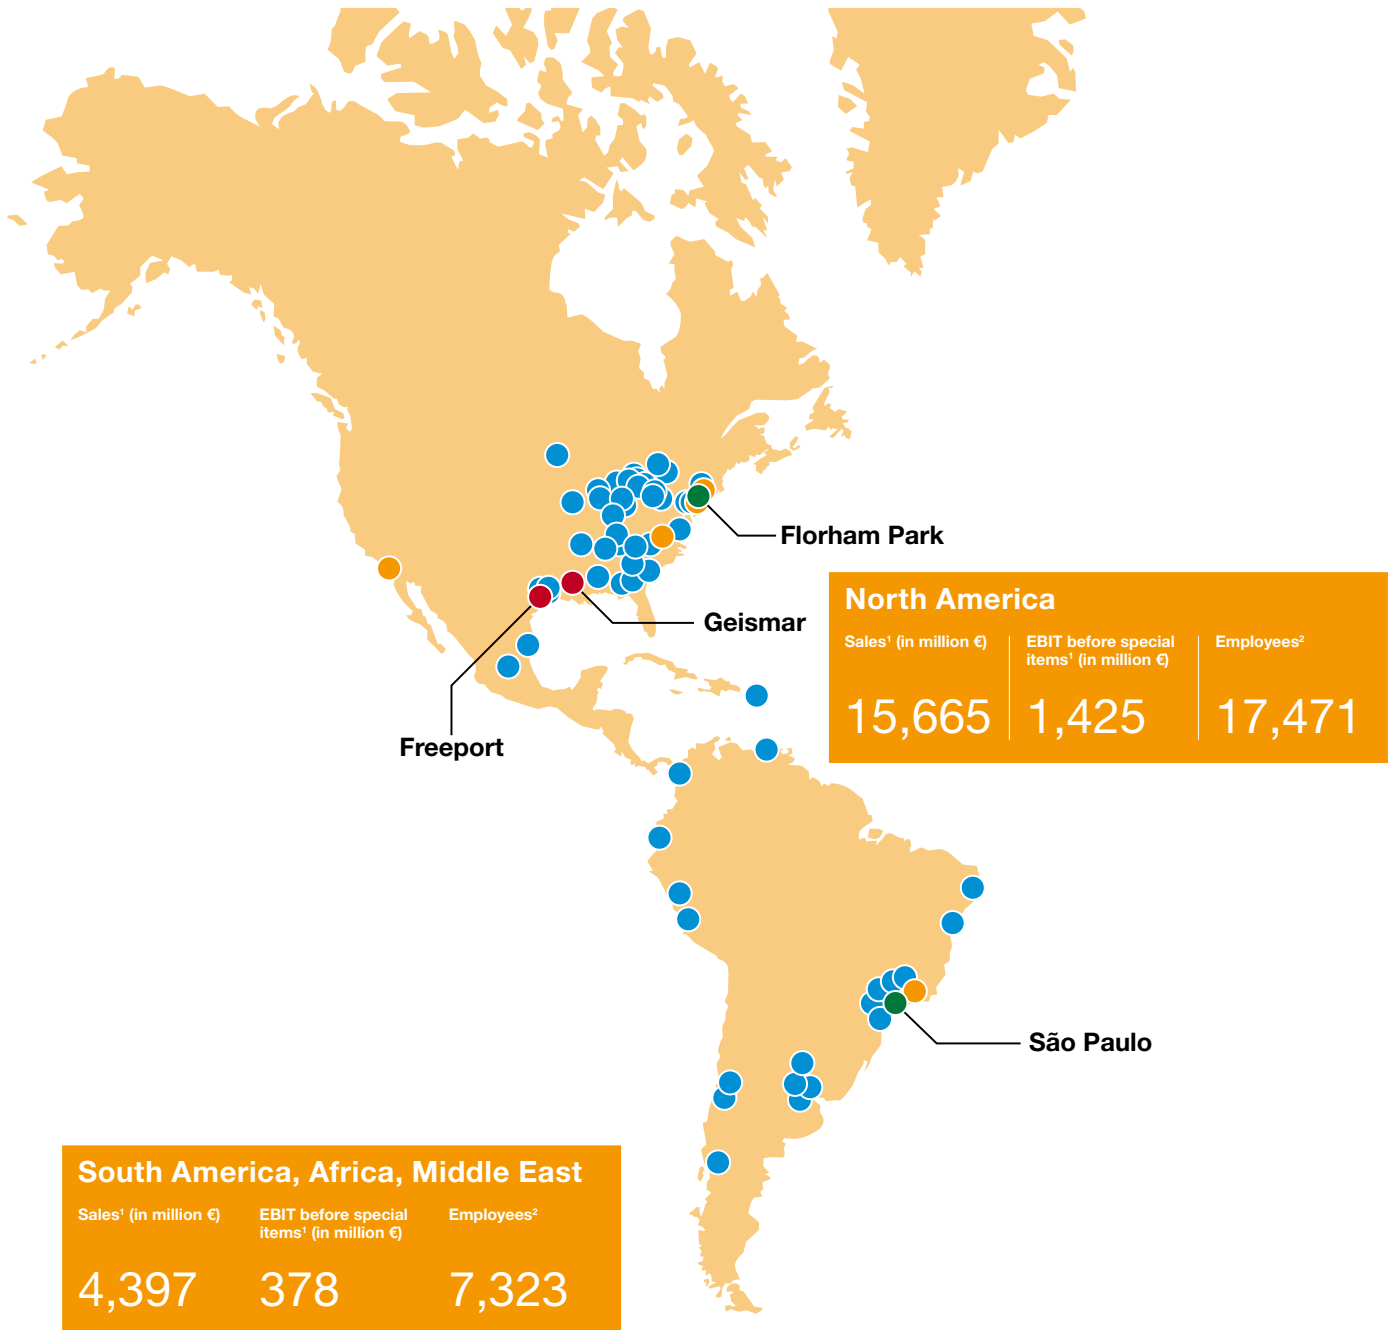 Florham Park
Geismar
Freeport
North America
Sales¹ (in million €)
EBIT before special
items¹ (in million €)
Employees²
15,665
1,425
17,471
São Paulo
South America, Africa, Middle East
Sales¹ (in million €)
EBIT before special
items¹ (in million €)
Employees²
4,397
378
7,323